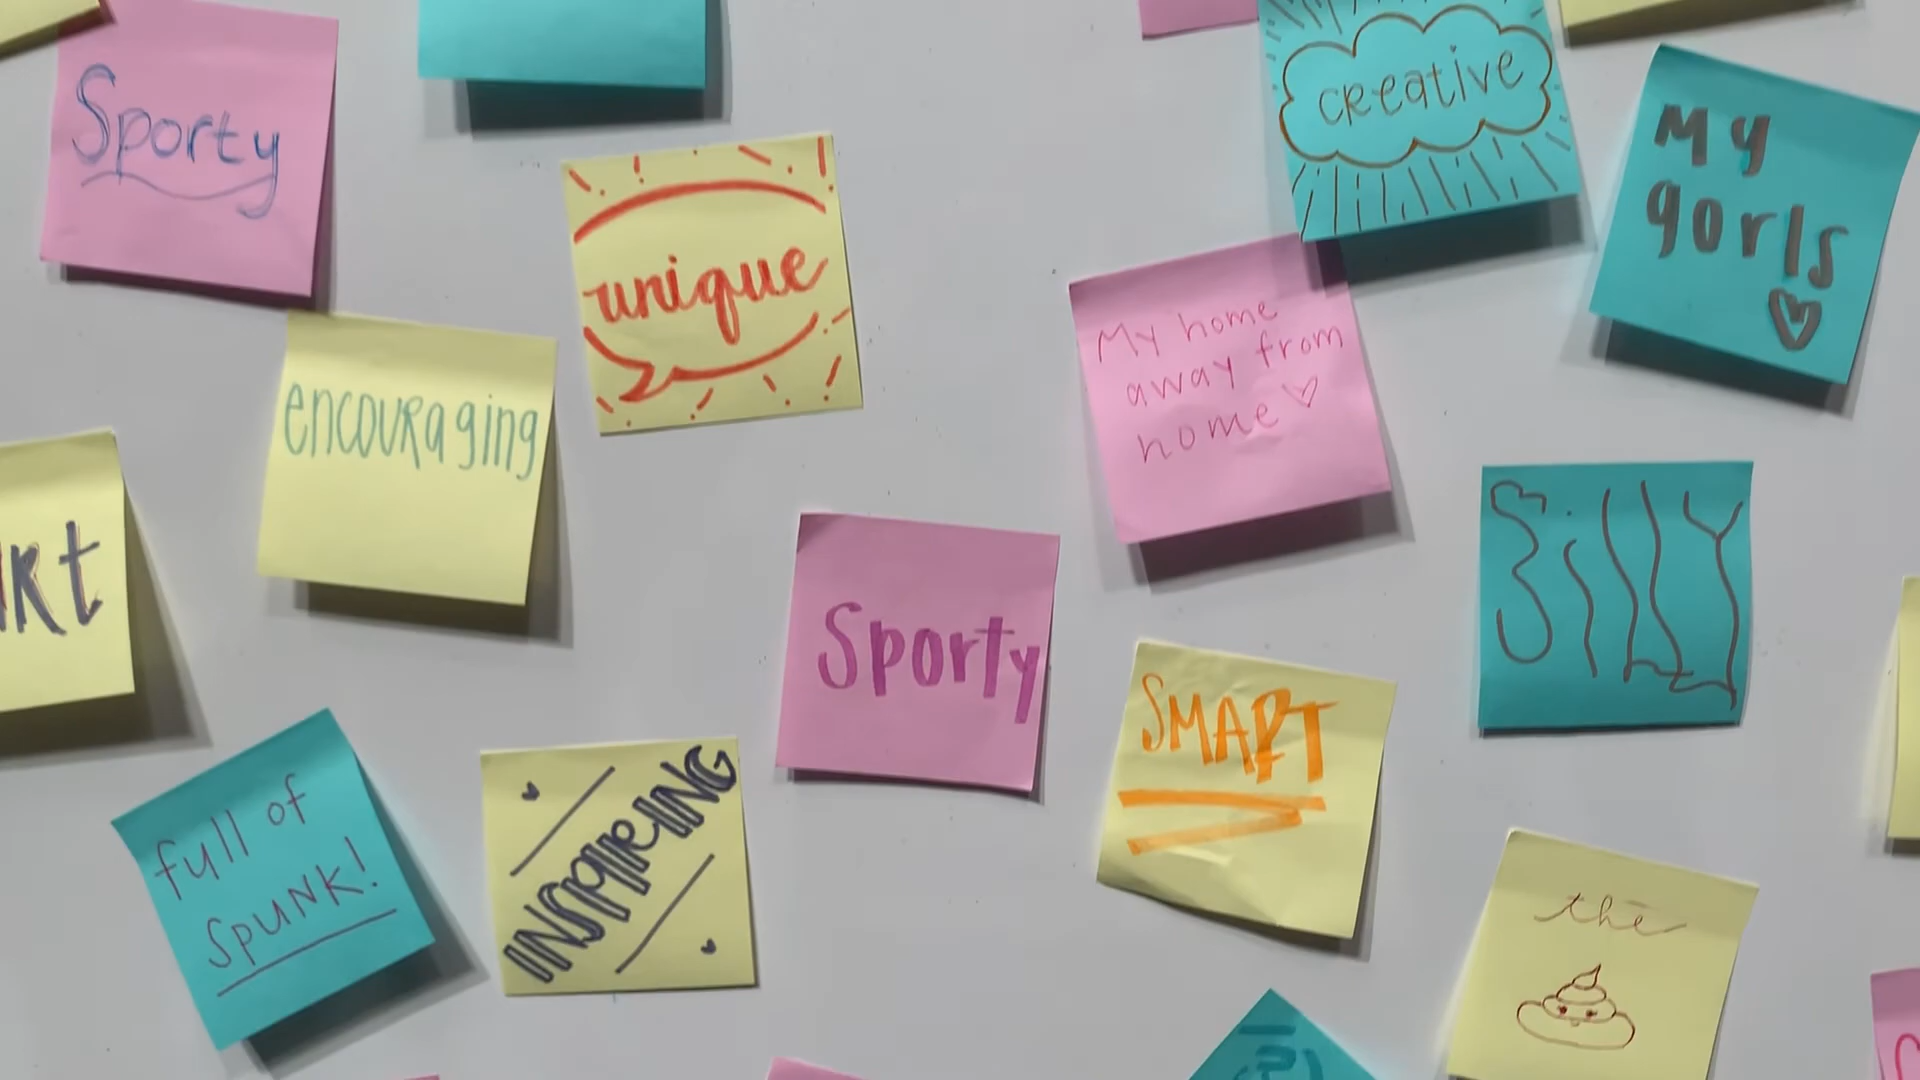 Sporty
creative
My
gorls
unique
My home
away from
home
encouraging
Silly
Sporty
SMART
full of
SPUNK!
INSPIRING
the